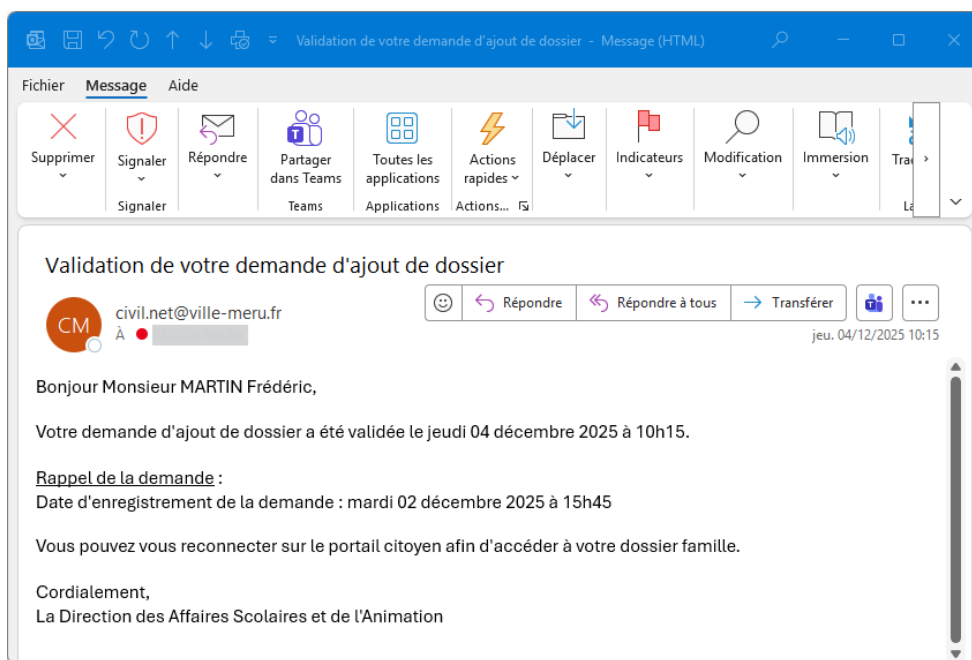 Validation de votre demande d'ajout de dossier - Message (HTML)
Fichier Message Aide
Supprimer
Signaler
Répondre
Partager dans Teams
Toutes les applications
Actions rapides
Déplacer
Indicateurs
Modification
Immersion
Signaler
Teams
Applications
Actions...
Validation de votre demande d'ajout de dossier
CM
civil.net@ville-meru.fr
À
Répondre
Répondre à tous
Transférer
jeu. 04/12/2025 10:15
Bonjour Monsieur MARTIN Frédéric,
Votre demande d'ajout de dossier a été validée le jeudi 04 décembre 2025 à 10h15.
Rappel de la demande :
Date d'enregistrement de la demande : mardi 02 décembre 2025 à 15h45
Vous pouvez vous reconnecter sur le portail citoyen afin d'accéder à votre dossier famille.
Cordialement,
La Direction des Affaires Scolaires et de l'Animation